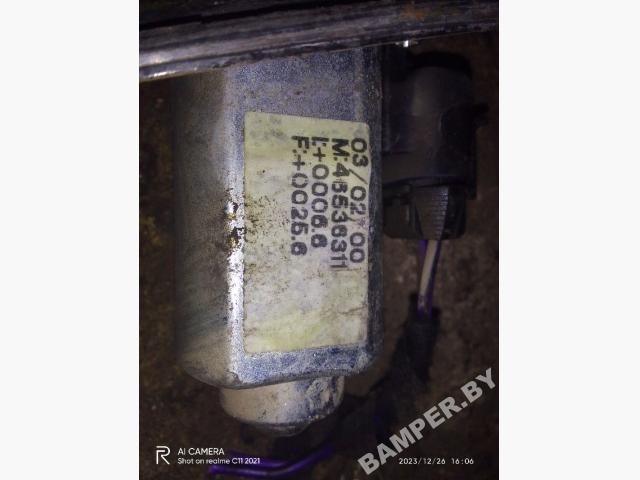 03/02/00
M:46536311
I:+0006.6
F:+0025.6
BAMPER.BY
R
AI CAMERA
Shot on realme C11 2021
2023/12/26 16:06